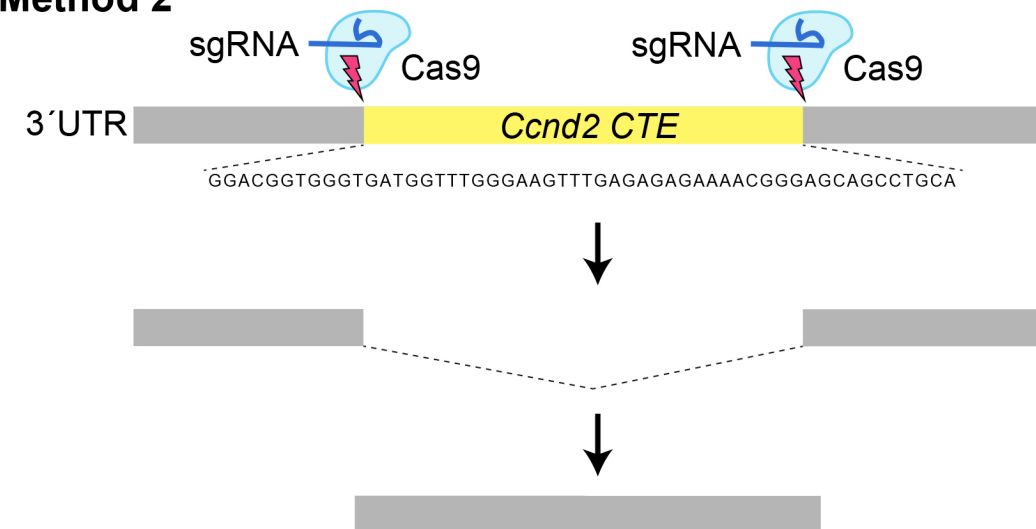 Method 2
sgRNA
Cas9
sgRNA
Cas9
3´UTR
Ccnd2 CTE
GGACGGTGGGTGATGGTTTGGGAAGTTTGAGAGAGAAAACGGGAGCAGCCTGCA